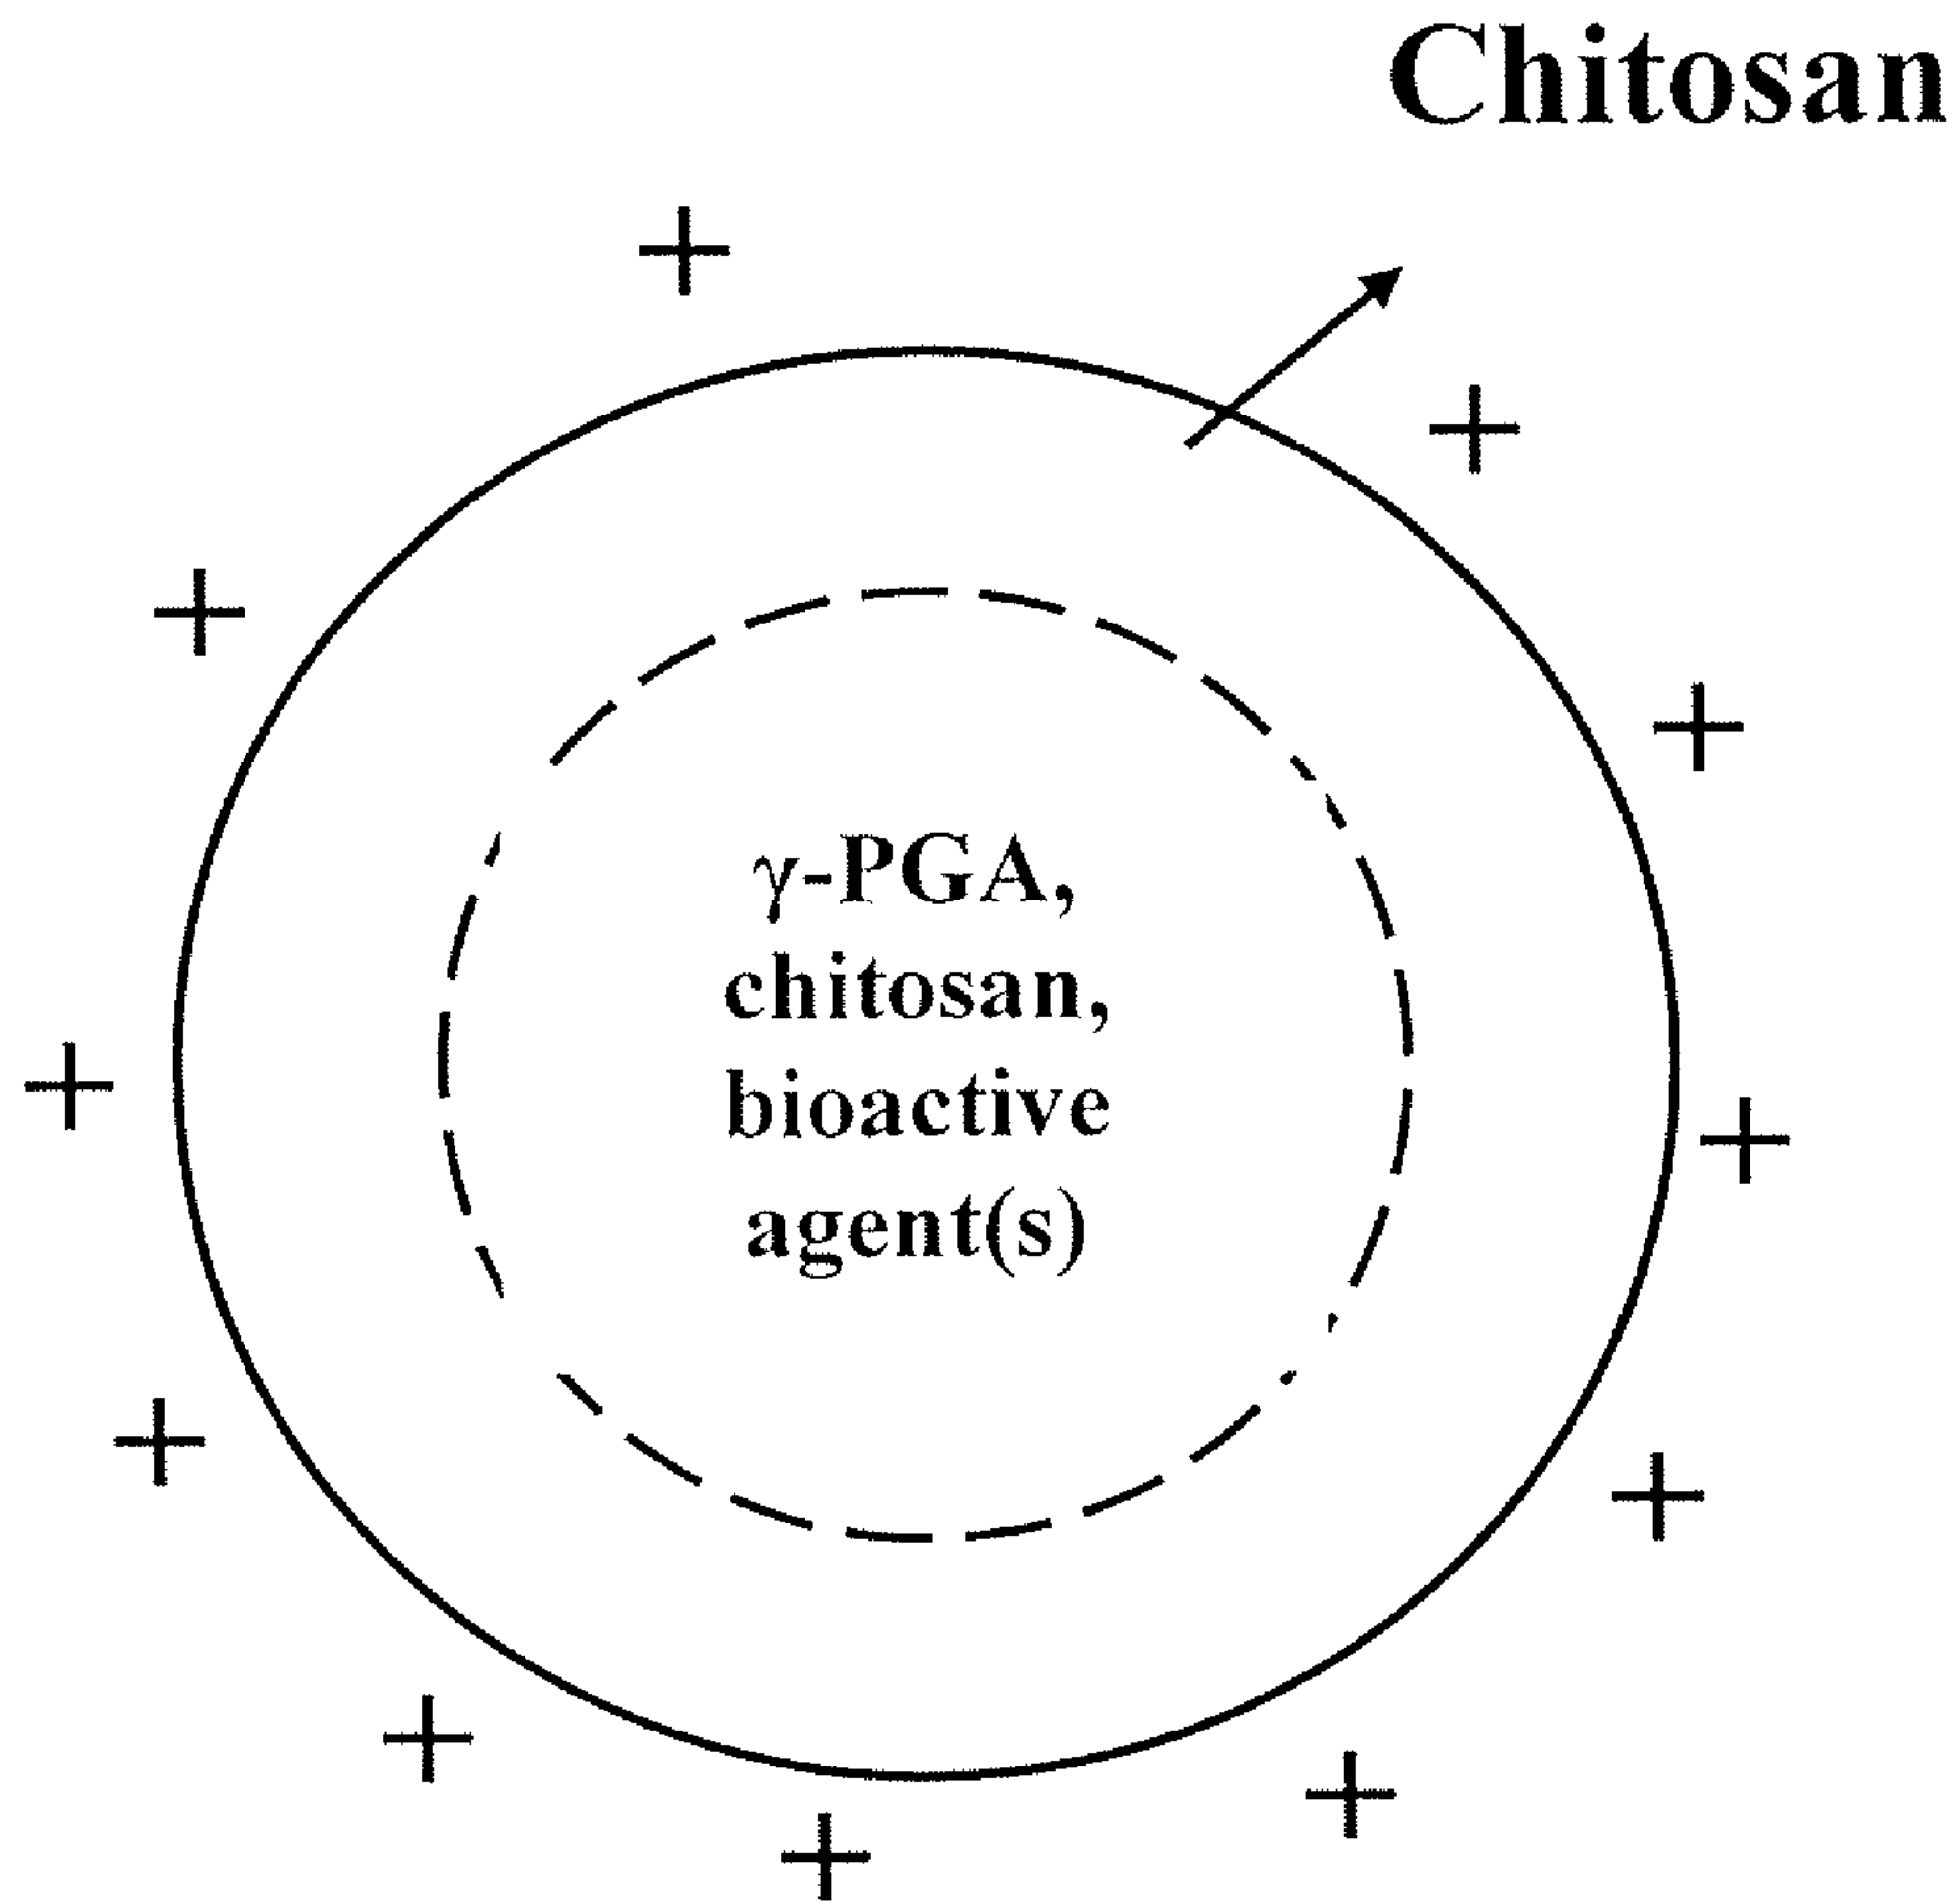 Chitosan
γ-PGA,
chitosan,
bioactive
agent(s)